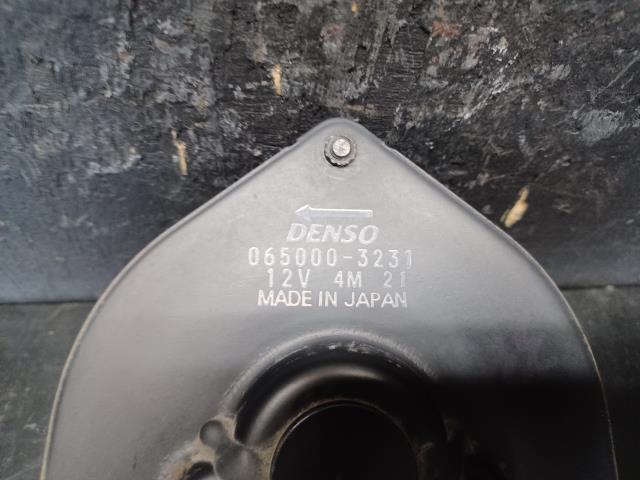 DENSO
065000-3231
12V 4M 21
MADE IN JAPAN